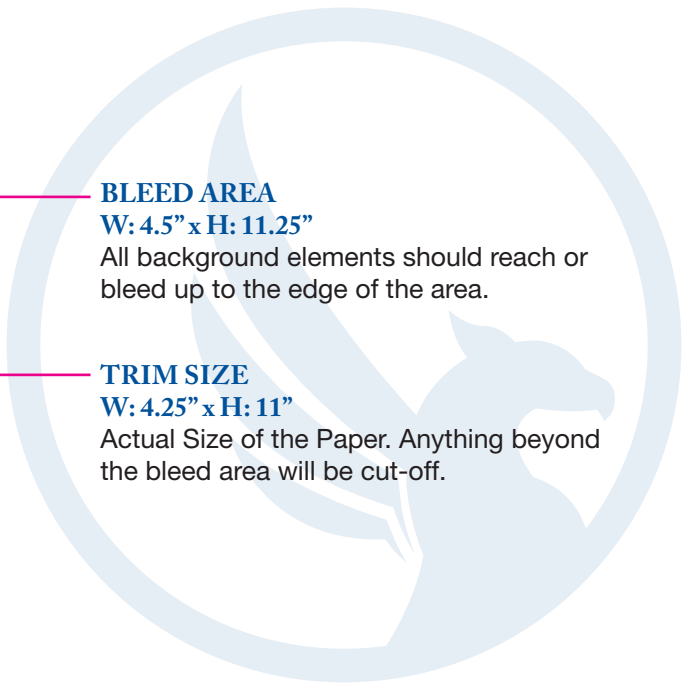 BLEED AREA
W: 4.5” x H: 11.25”
All background elements should reach or
bleed up to the edge of the area.
TRIM SIZE
W: 4.25” x H: 11”
Actual Size of the Paper. Anything beyond
the bleed area will be cut-off.